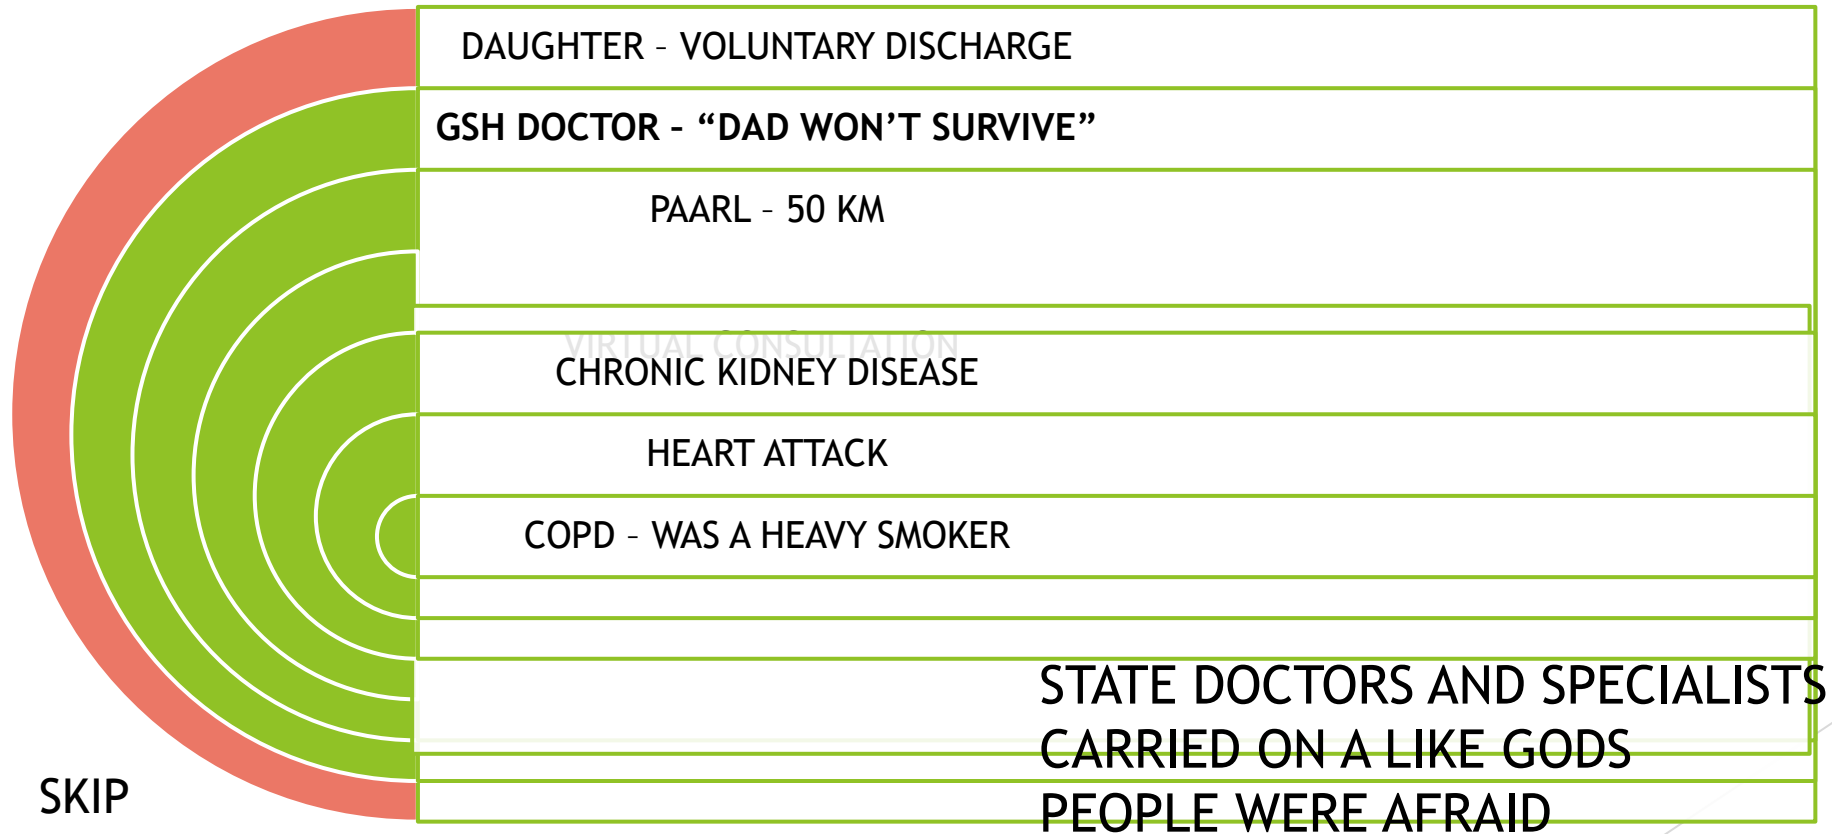 DAUGHTER – VOLUNTARY DISCHARGE
GSH DOCTOR – “DAD WON’T SURVIVE”
PAARL – 50 KM
VIRTUAL CONSULTATION
CHRONIC KIDNEY DISEASE
HEART ATTACK
COPD – WAS A HEAVY SMOKER
STATE DOCTORS AND SPECIALISTS
CARRIED ON A LIKE GODS
PEOPLE WERE AFRAID
SKIP